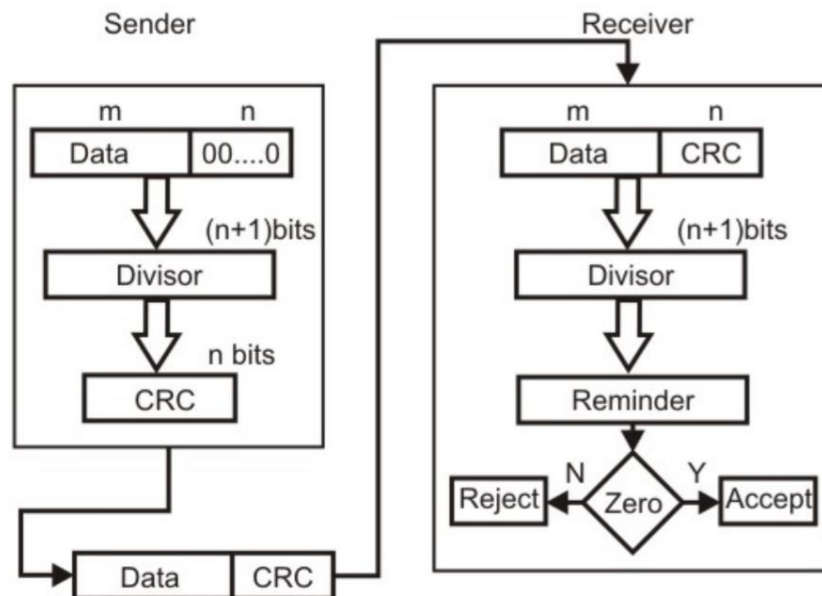 Sender
m n
Data 00....0
(n+1)bits
Divisor
n bits
CRC
Data CRC
Receiver
m n
Data CRC
(n+1)bits
Divisor
Reminder
N Y
Reject Zero Accept